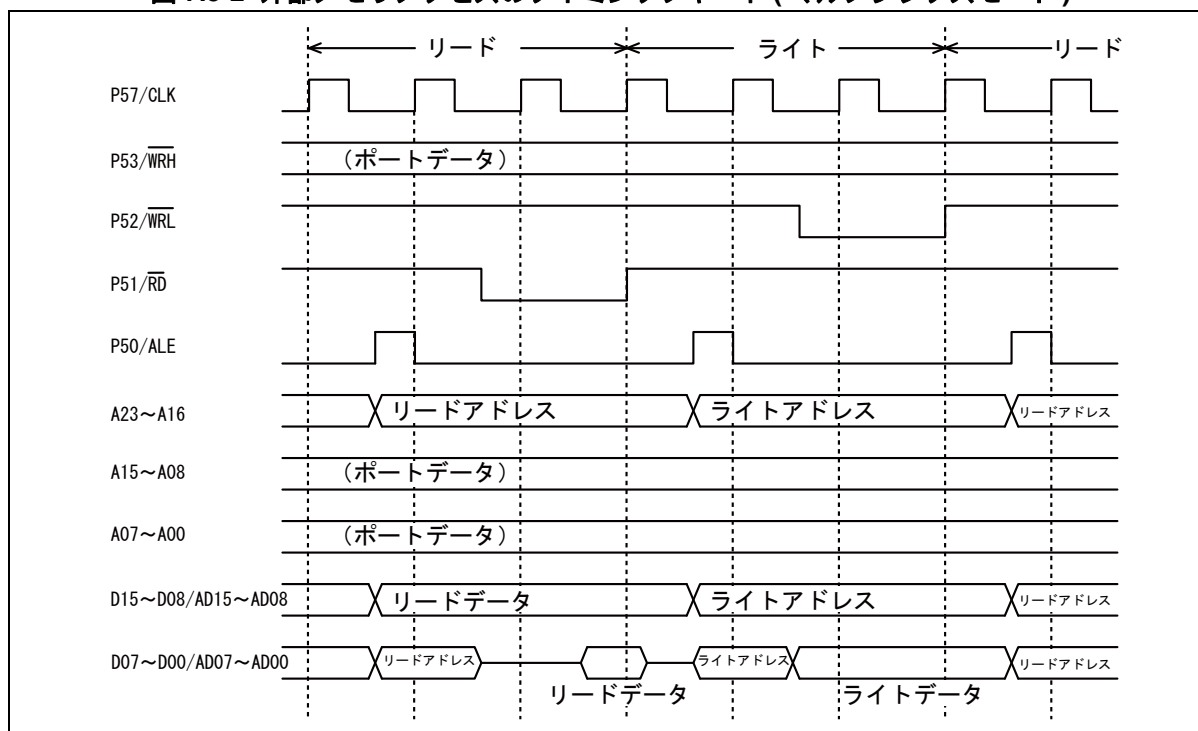 リード ライト リード
P57/CLK
P53/WRH (ポートデータ)
P52/WRL
P51/RD
P50/ALE
A23～A16 リードアドレス ライトアドレス リードアドレス
A15～A08 (ポートデータ)
A07～A00 (ポートデータ)
D15～D08/AD15～AD08 リードデータ ライトアドレス リードアドレス
D07～D00/AD07～AD00 リードアドレス ライトアドレス リードアドレス
リードデータ ライトデータ